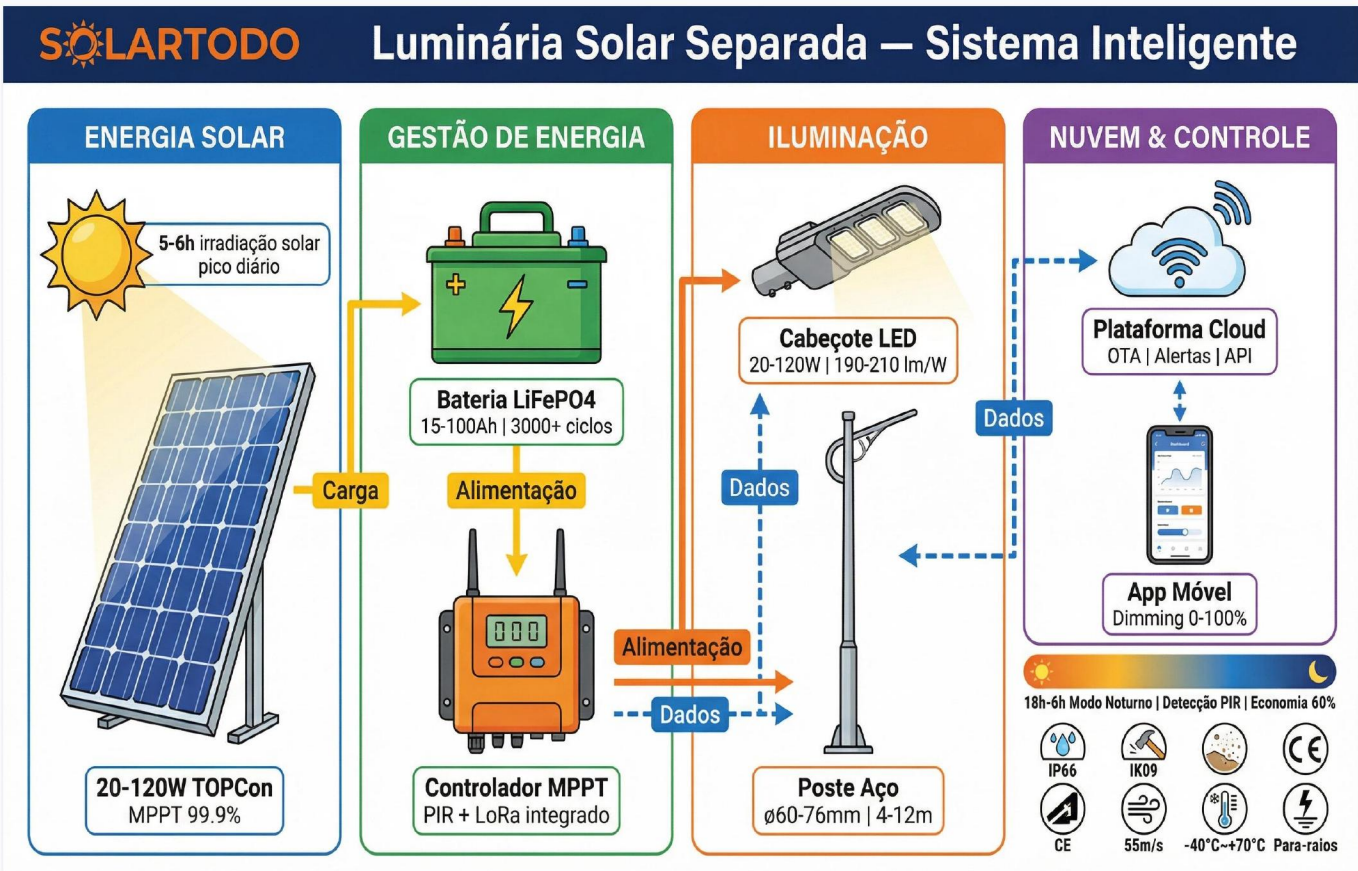 SOLARTODO
Luminária Solar Separada — Sistema Inteligente
ENERGIA SOLAR
5-6h irradiação solar
pico diário
Carga
20-120W TOPCon
MPPT 99.9%
GESTÃO DE ENERGIA
Bateria LiFePO4
15-100Ah | 3000+ ciclos
Alimentação
000
Controlador MPPT
PIR + LoRa integrado
Alimentação
Dados
ILUMINAÇÃO
Cabeçote LED
20-120W | 190-210 lm/W
Dados
Poste Aço
ø60-76mm | 4-12m
Dados
NUVEM & CONTROLE
Plataforma Cloud
OTA | Alertas | API
Dashboard
App Móvel
Dimming 0-100%
18h-6h Modo Noturno | Detecção PIR | Economia 60%
IP66
IK09
CE
CE
55m/s
-40°C~+70°C
Para-raios